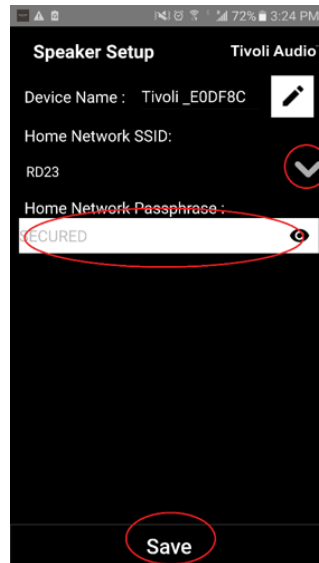 72% 3:24 PM
Speaker Setup Tivoli Audio
Device Name : Tivoli _E0DF8C
Home Network SSID:
RD23
Home Network Passphrase :
SECURED
Save